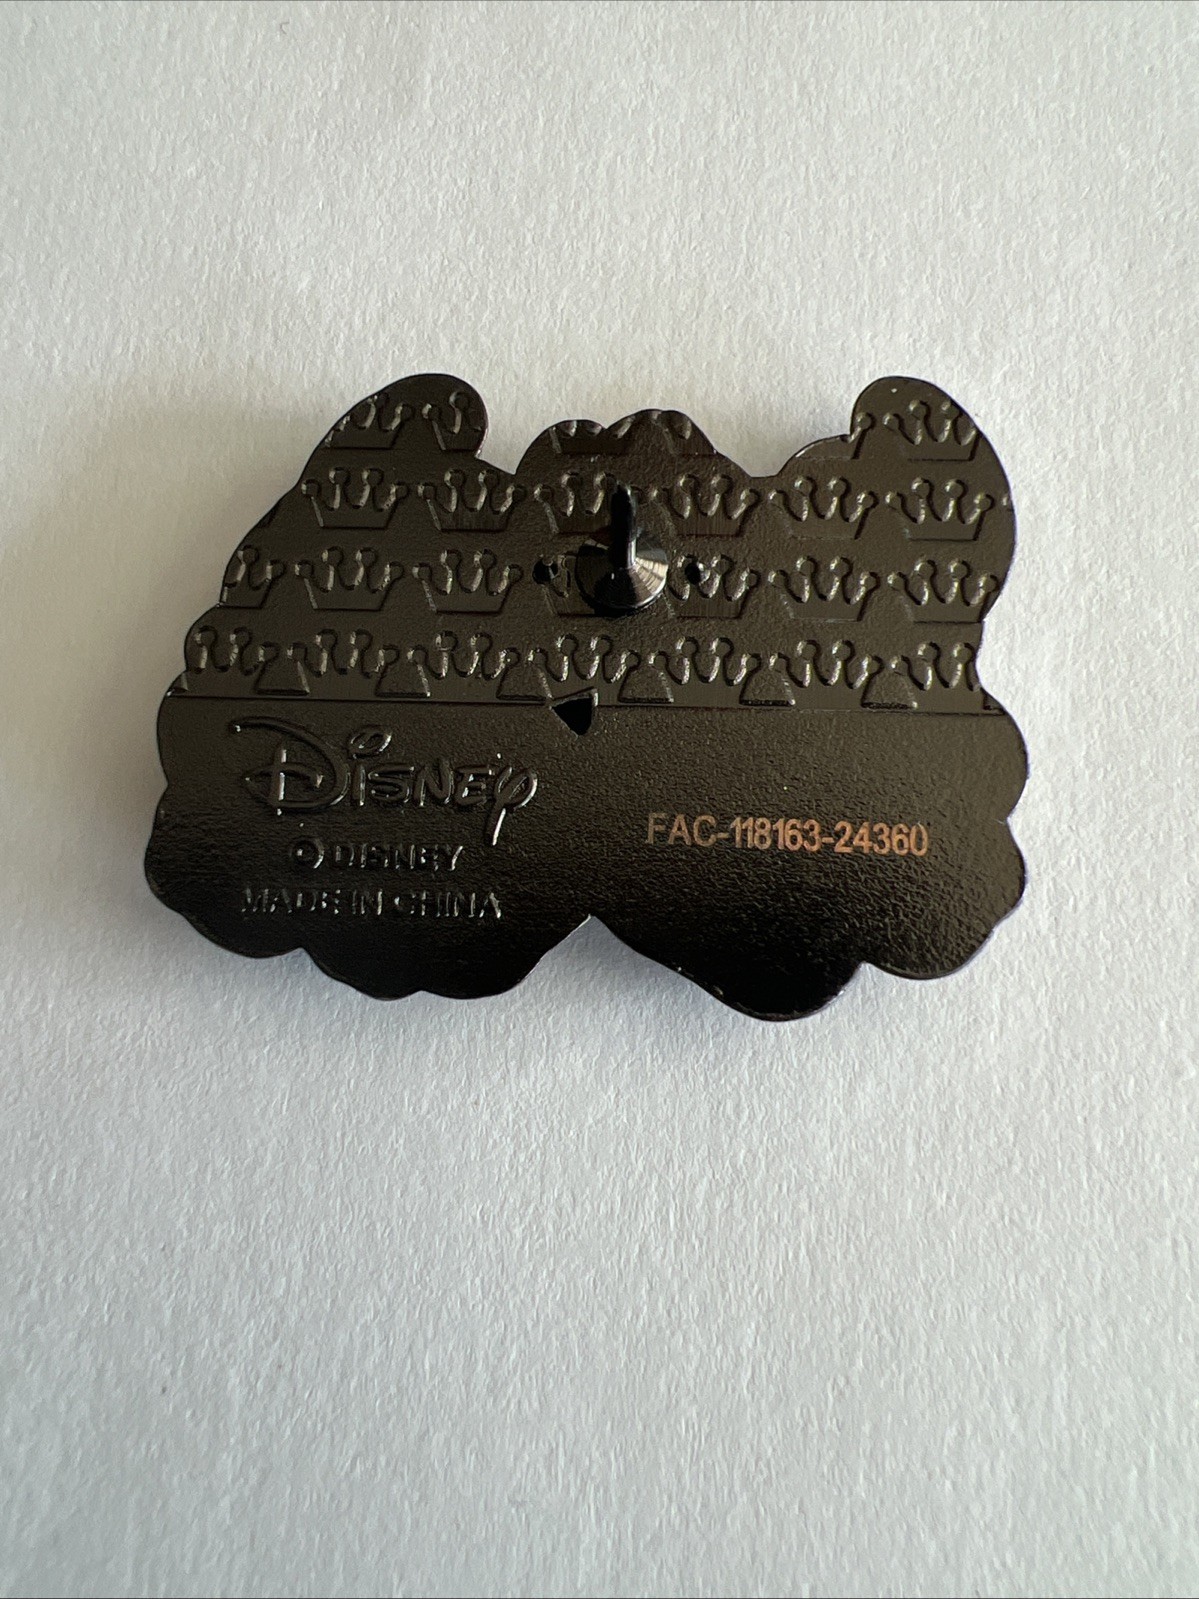 Disney
© DISNEY
MADE IN CHINA
FAC-118163-24360